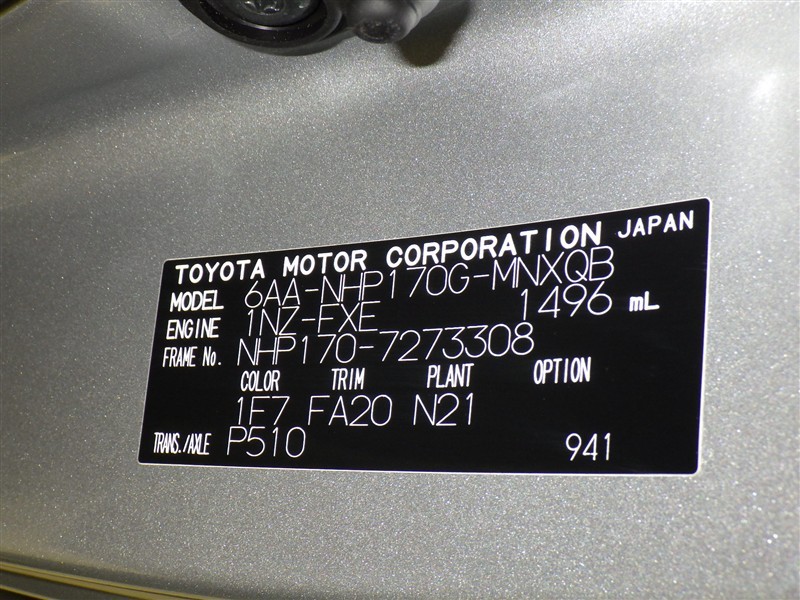 TOYOTA MOTOR CORPORATION JAPAN
MODEL 6AA-NHP170G-MNXQB
ENGINE 1NZ-FXE 1496 mL
FRAME No. NHP170-7273308
COLOR TRIM PLANT OPTION
1F7 FA20 N21
TRANS./AXLE P510 941